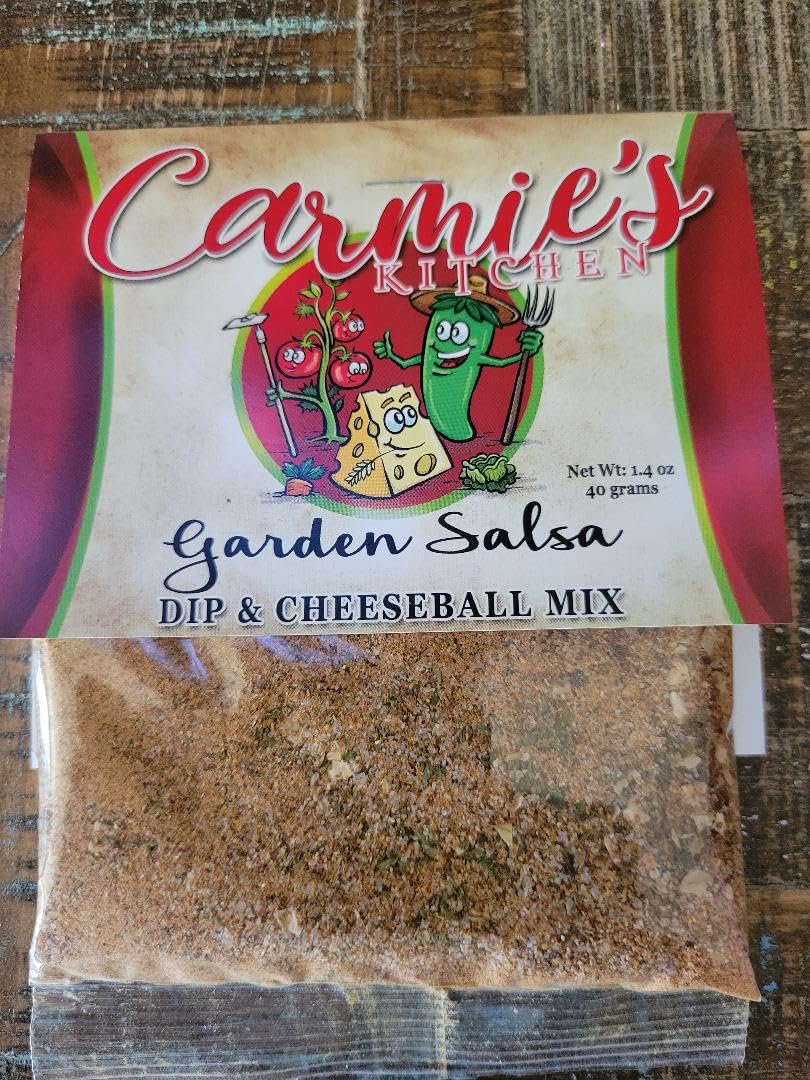 Carmie's
KITCHEN
Net Wt: 1.4 oz
40 grams
Garden Salsa
DIP & CHEESEBALL MIX